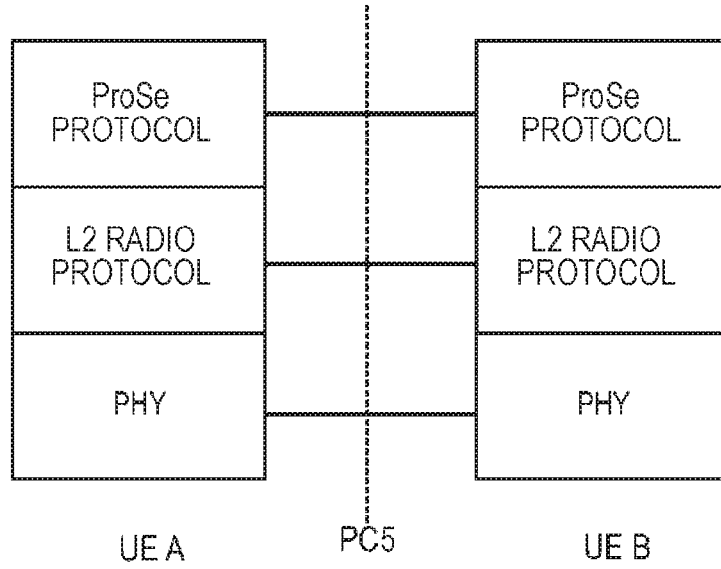 ProSe
PROTOCOL
ProSe
PROTOCOL
L2 RADIO
PROTOCOL
L2 RADIO
PROTOCOL
PHY
PHY
UE A
PC5
UE B